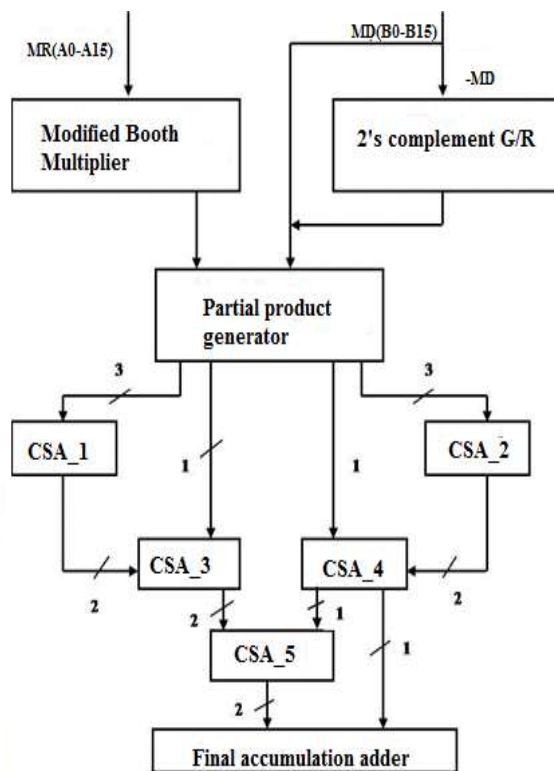 MR(A0-A15)
MD(B0-B15)
-MD
Modified Booth
Multiplier
2's complement G/R
Partial product
generator
3
3
CSA_1
1
1
CSA_2
CSA_3
CSA_4
2
2
2
1
CSA_5
1
2
Final accumulation adder